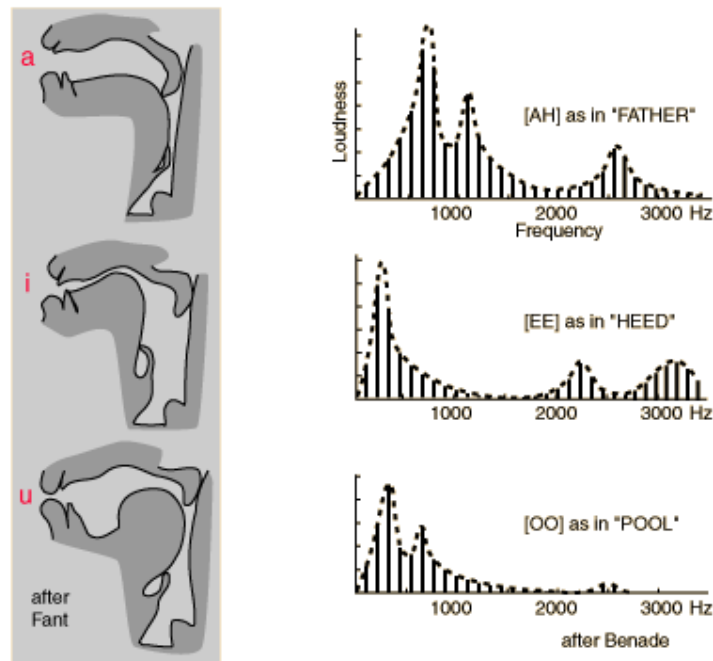 a
i
u
after
Fant
Loudness
[AH] as in "FATHER"
1000 2000 3000 Hz
Frequency
[EE] as in "HEED"
1000 2000 3000 Hz
[OO] as in "POOL"
1000 2000 3000 Hz
after Benade